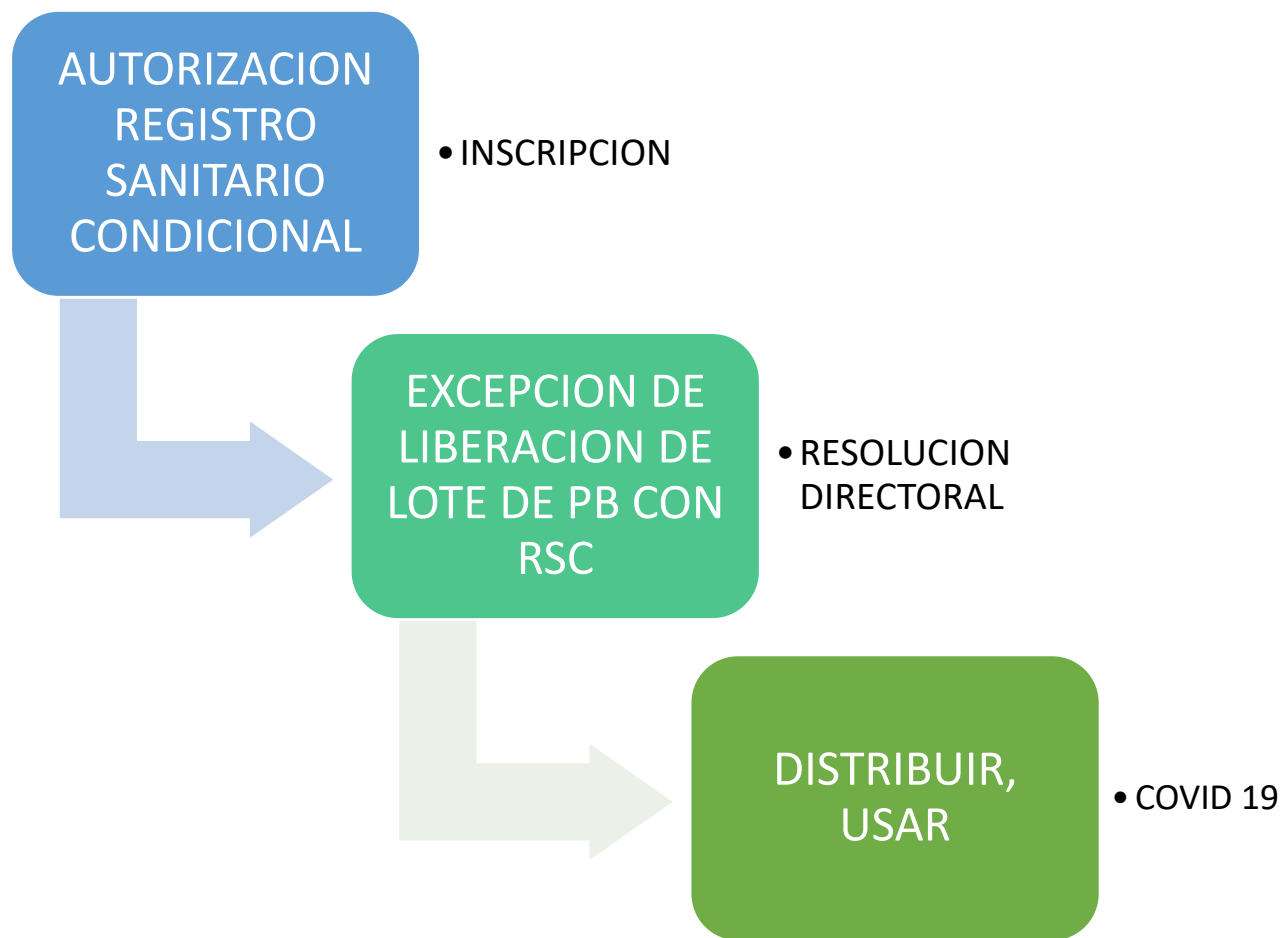 AUTORIZACION
REGISTRO
SANITARIO
CONDICIONAL
• INSCRIPCION
EXCEPCION DE
LIBERACION DE
LOTE DE PB CON
RSC
• RESOLUCION
DIRECTORAL
DISTRIBUIR,
USAR
• COVID 19